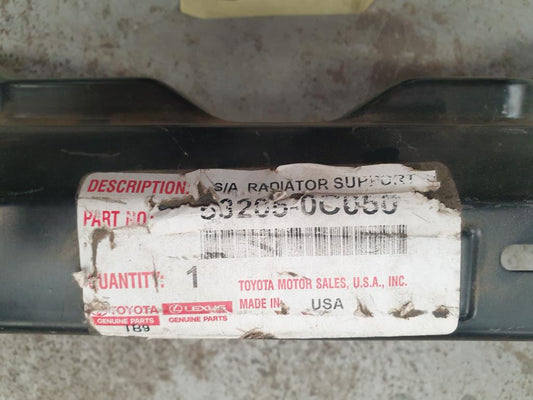 DESCRIPTION: S/A RADIATOR SUPPORT
PART NO. 53205-0C050
QUANTITY: 1
TOYOTA MOTOR SALES, U.S.A., INC.
MADE IN: USA
TOYOTA LEXUS
GENUINE PARTS GENUINE PARTS
TB9